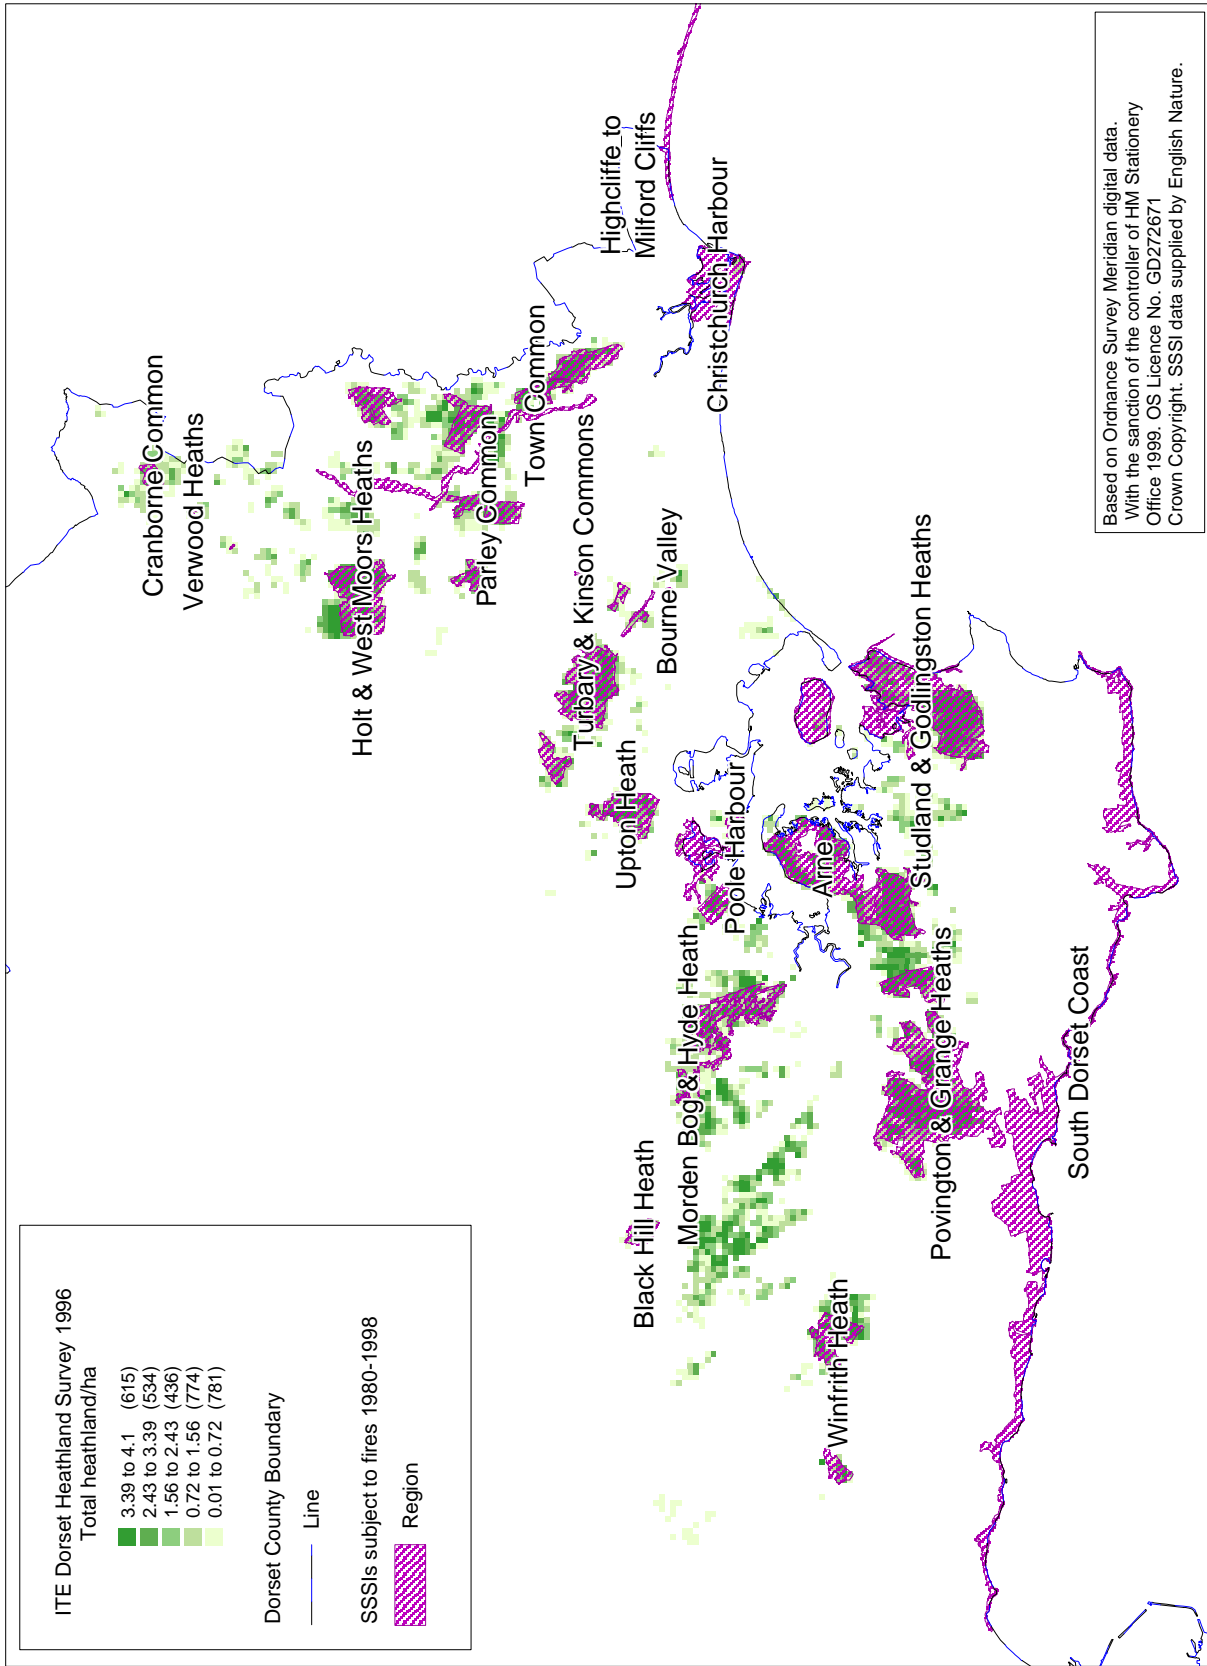 ITE Dorset Heathland Survey 1996
Total heathland/ha
3.39 to 4.1 (615)
2.43 to 3.39 (534)
1.56 to 2.43 (436)
0.72 to 1.56 (774)
0.01 to 0.72 (781)
Dorset County Boundary
Line
SSSIs subject to fires 1980-1998
Region
Cranborne Common
Verwood Heaths
Holt & West Moors Heaths
Parley Common
Town Common
Turbary & Kinson Commons
Highcliffe to
Milford Cliffs
Christchurch Harbour
Bourne Valley
Upton Heath
Poole Harbour
Arne
Studland & Godlingston Heaths
Black Hill Heath
Morden Bog & Hyde Heath
Winfrith Heath
Povington & Grange Heaths
South Dorset Coast
Based on Ordnance Survey Meridian digital data.
With the sanction of the controller of HM Stationery
Office 1999. OS Licence No. GD272671
Crown Copyright. SSSI data supplied by English Nature.